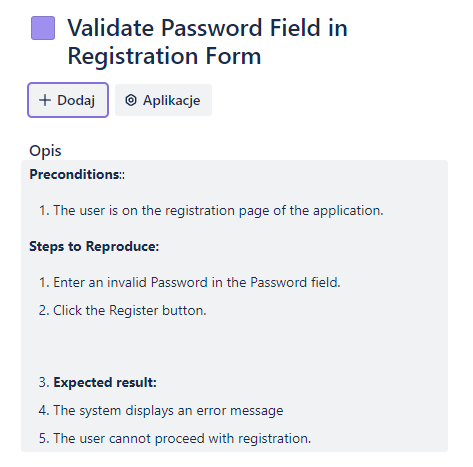 Validate Password Field in
Registration Form
+ Dodaj
Aplikacje
Opis
Preconditions::
1. The user is on the registration page of the application.
Steps to Reproduce:
1. Enter an invalid Password in the Password field.
2. Click the Register button.
3. Expected result:
4. The system displays an error message
5. The user cannot proceed with registration.